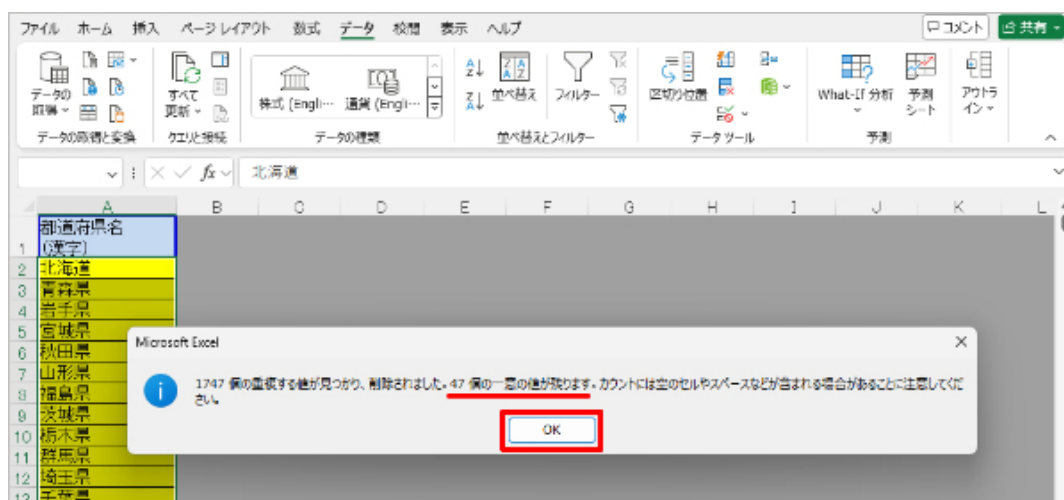 ファイル ホーム 挿入 ページ レイアウト 数式 データ 校閲 表示 ヘルプ コメント 共有
データの取得 すべて更新 株式 (Engli… 通貨 (Engli… 並べ替え フィルター 区切り位置 What-If 分析 予測シート アウトライン
データの取得と変換 クエリと接続 データの種類 並べ替えとフィルター データ ツール 予測
fx 北海道
A B C D E F G H I J K L
都道府県名
1 (漢字)
2 北海道
3 青森県
4 岩手県
5 宮城県
6 秋田県
7 山形県
8 福島県
9 茨城県
10 栃木県
11 群馬県
12 埼玉県
13 千葉県
Microsoft Excel
1747 個の重複する値が見つかり、削除されました。47 個の一意の値が残ります。カウントには空のセルやスペースなどが含まれる場合があることに注意してくだ
さい。
OK